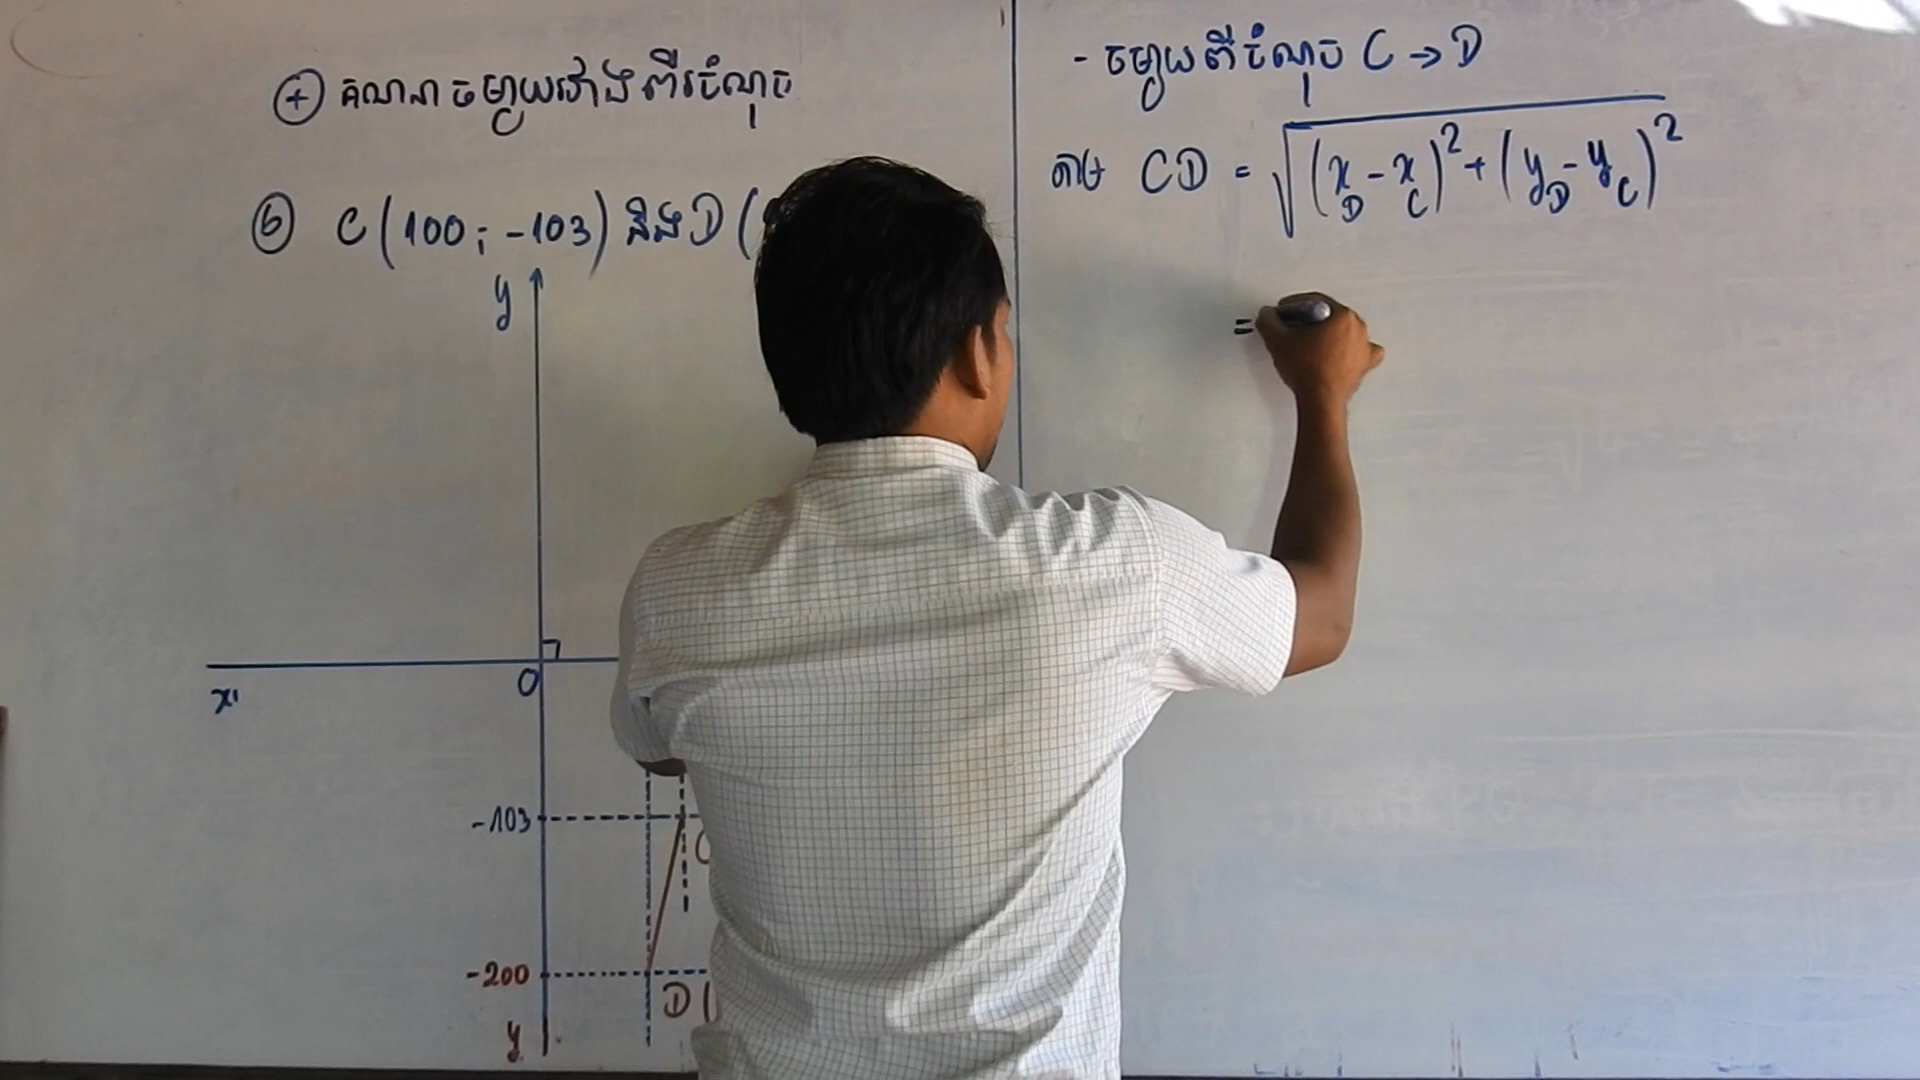 + គណនាចម្ងាយរវាងពីរចំណុច
៦ C(100; -103) និង D(
y
x'
O
-103
C
-200
D(
y
- ចម្ងាយពីចំណុច C → D
តាម CD = √((x_D - x_C)² + (y_D - y_C)²)
=